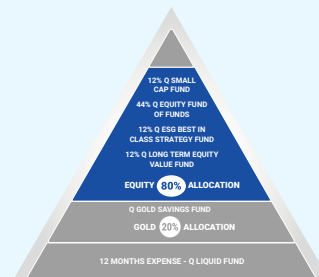 12% Q SMALL
CAP FUND
44% Q EQUITY FUND
OF FUNDS
12% Q ESG BEST IN
CLASS STRATEGY FUND
12% Q LONG TERM EQUITY
VALUE FUND
EQUITY 80% ALLOCATION
Q GOLD SAVINGS FUND
GOLD 20% ALLOCATION
12 MONTHS EXPENSE - Q LIQUID FUND